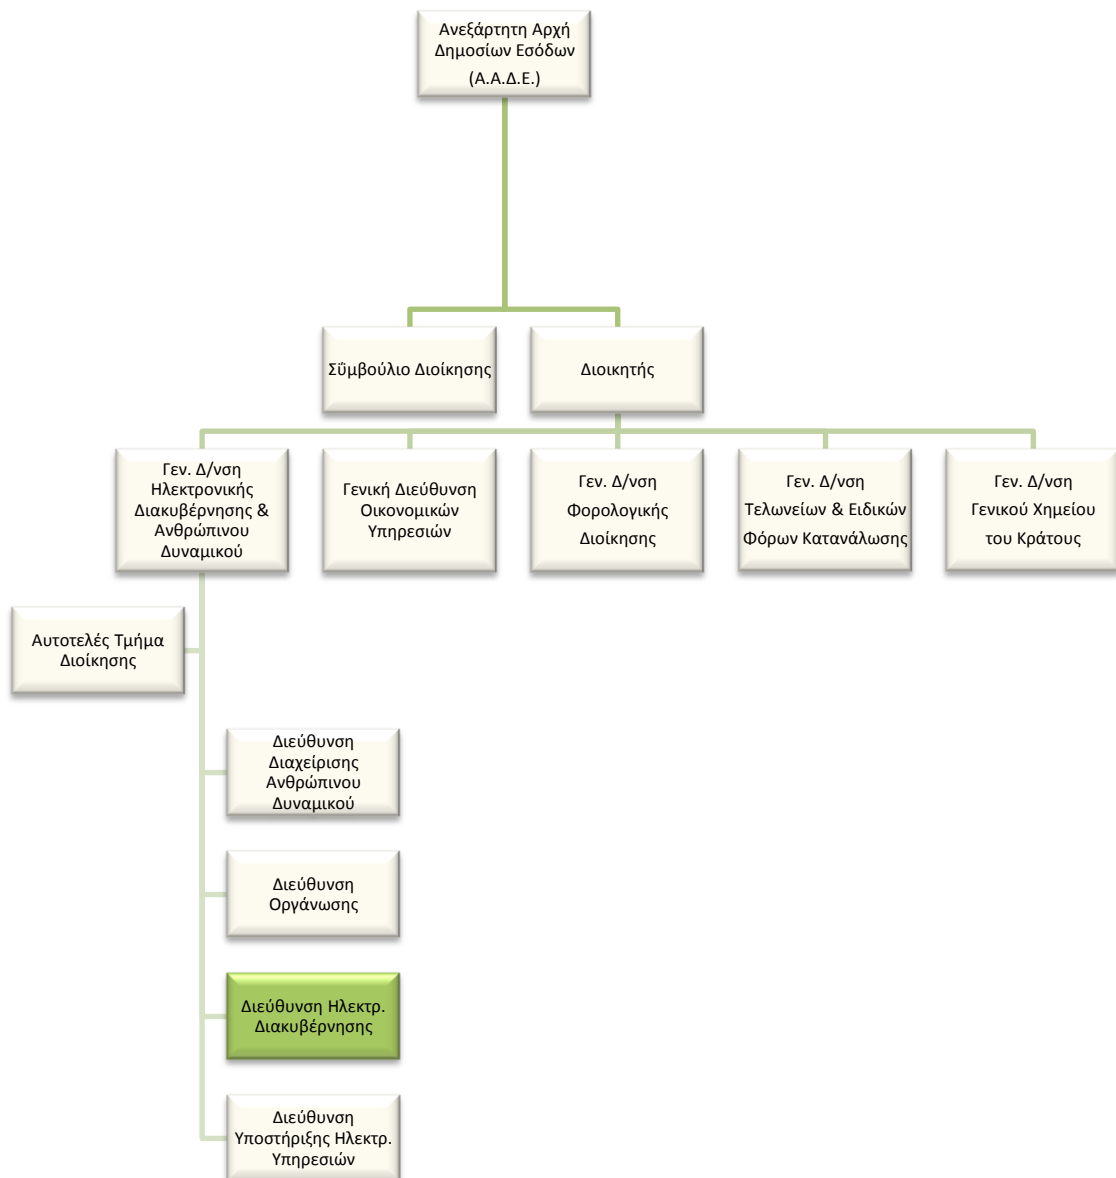 Ανεξάρτητη Αρχή
Δημοσίων Εσόδων
(Α.Α.Δ.Ε.)
Σΰμβούλιο Διοίκησης
Διοικητής
Γεν. Δ/νση
Ηλεκτρονικής
Διακυβέρνησης &
Ανθρώπινου
Δυναμικού
Γενική Διεύθυνση
Οικονομικών
Υπηρεσιών
Γεν. Δ/νση
Φορολογικής
Διοίκησης
Γεν. Δ/νση
Τελωνείων & Ειδικών
Φόρων Κατανάλωσης
Γεν. Δ/νση
Γενικού Χημείου
του Κράτους
Αυτοτελές Τμήμα
Διοίκησης
Διεύθυνση
Διαχείρισης
Ανθρώπινου
Δυναμικού
Διεύθυνση
Οργάνωσης
Διεύθυνση Ηλεκτρ.
Διακυβέρνησης
Διεύθυνση
Υποστήριξης Ηλεκτρ.
Υπηρεσιών